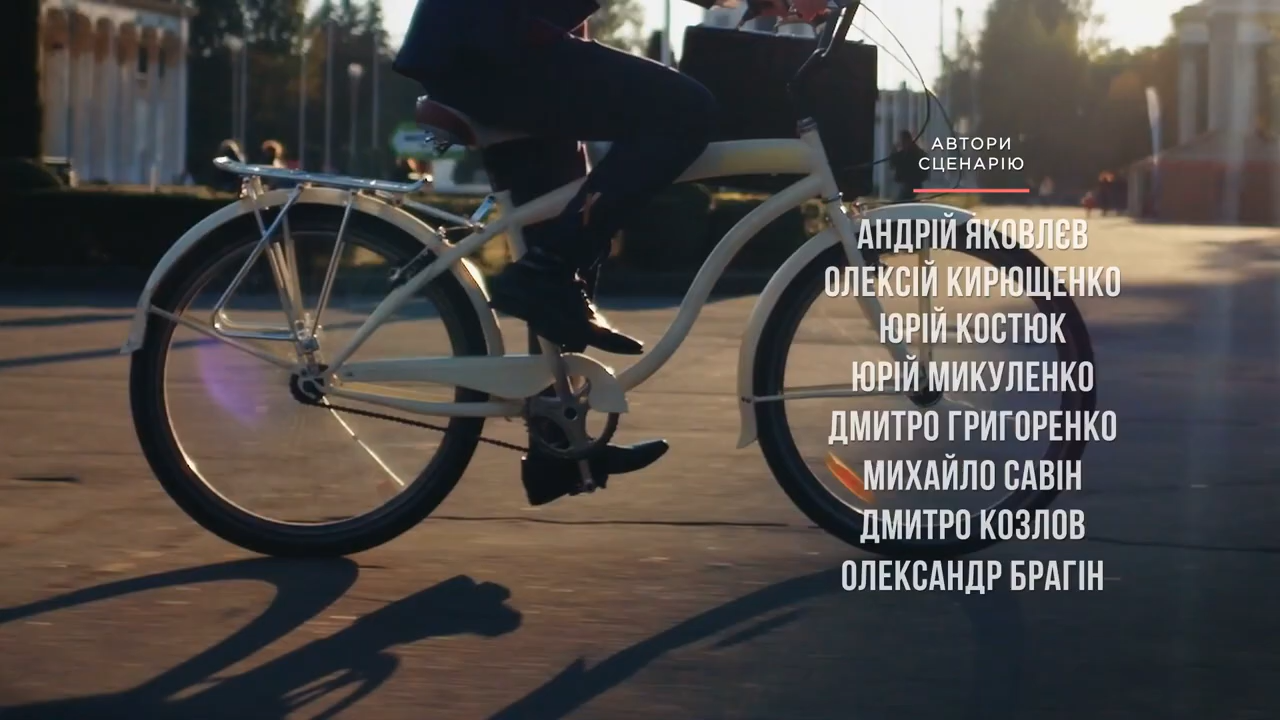 АВТОРИ
СЦЕНАРІЮ
АНДРІЙ ЯКОВЛЄВ
ОЛЕКСІЙ КИРЮЩЕНКО
ЮРІЙ КОСТЮК
ЮРІЙ МИКУЛЕНКО
ДМИТРО ГРИГОРЕНКО
МИХАЙЛО САВІН
ДМИТРО КОЗЛОВ
ОЛЕКСАНДР БРАГІН